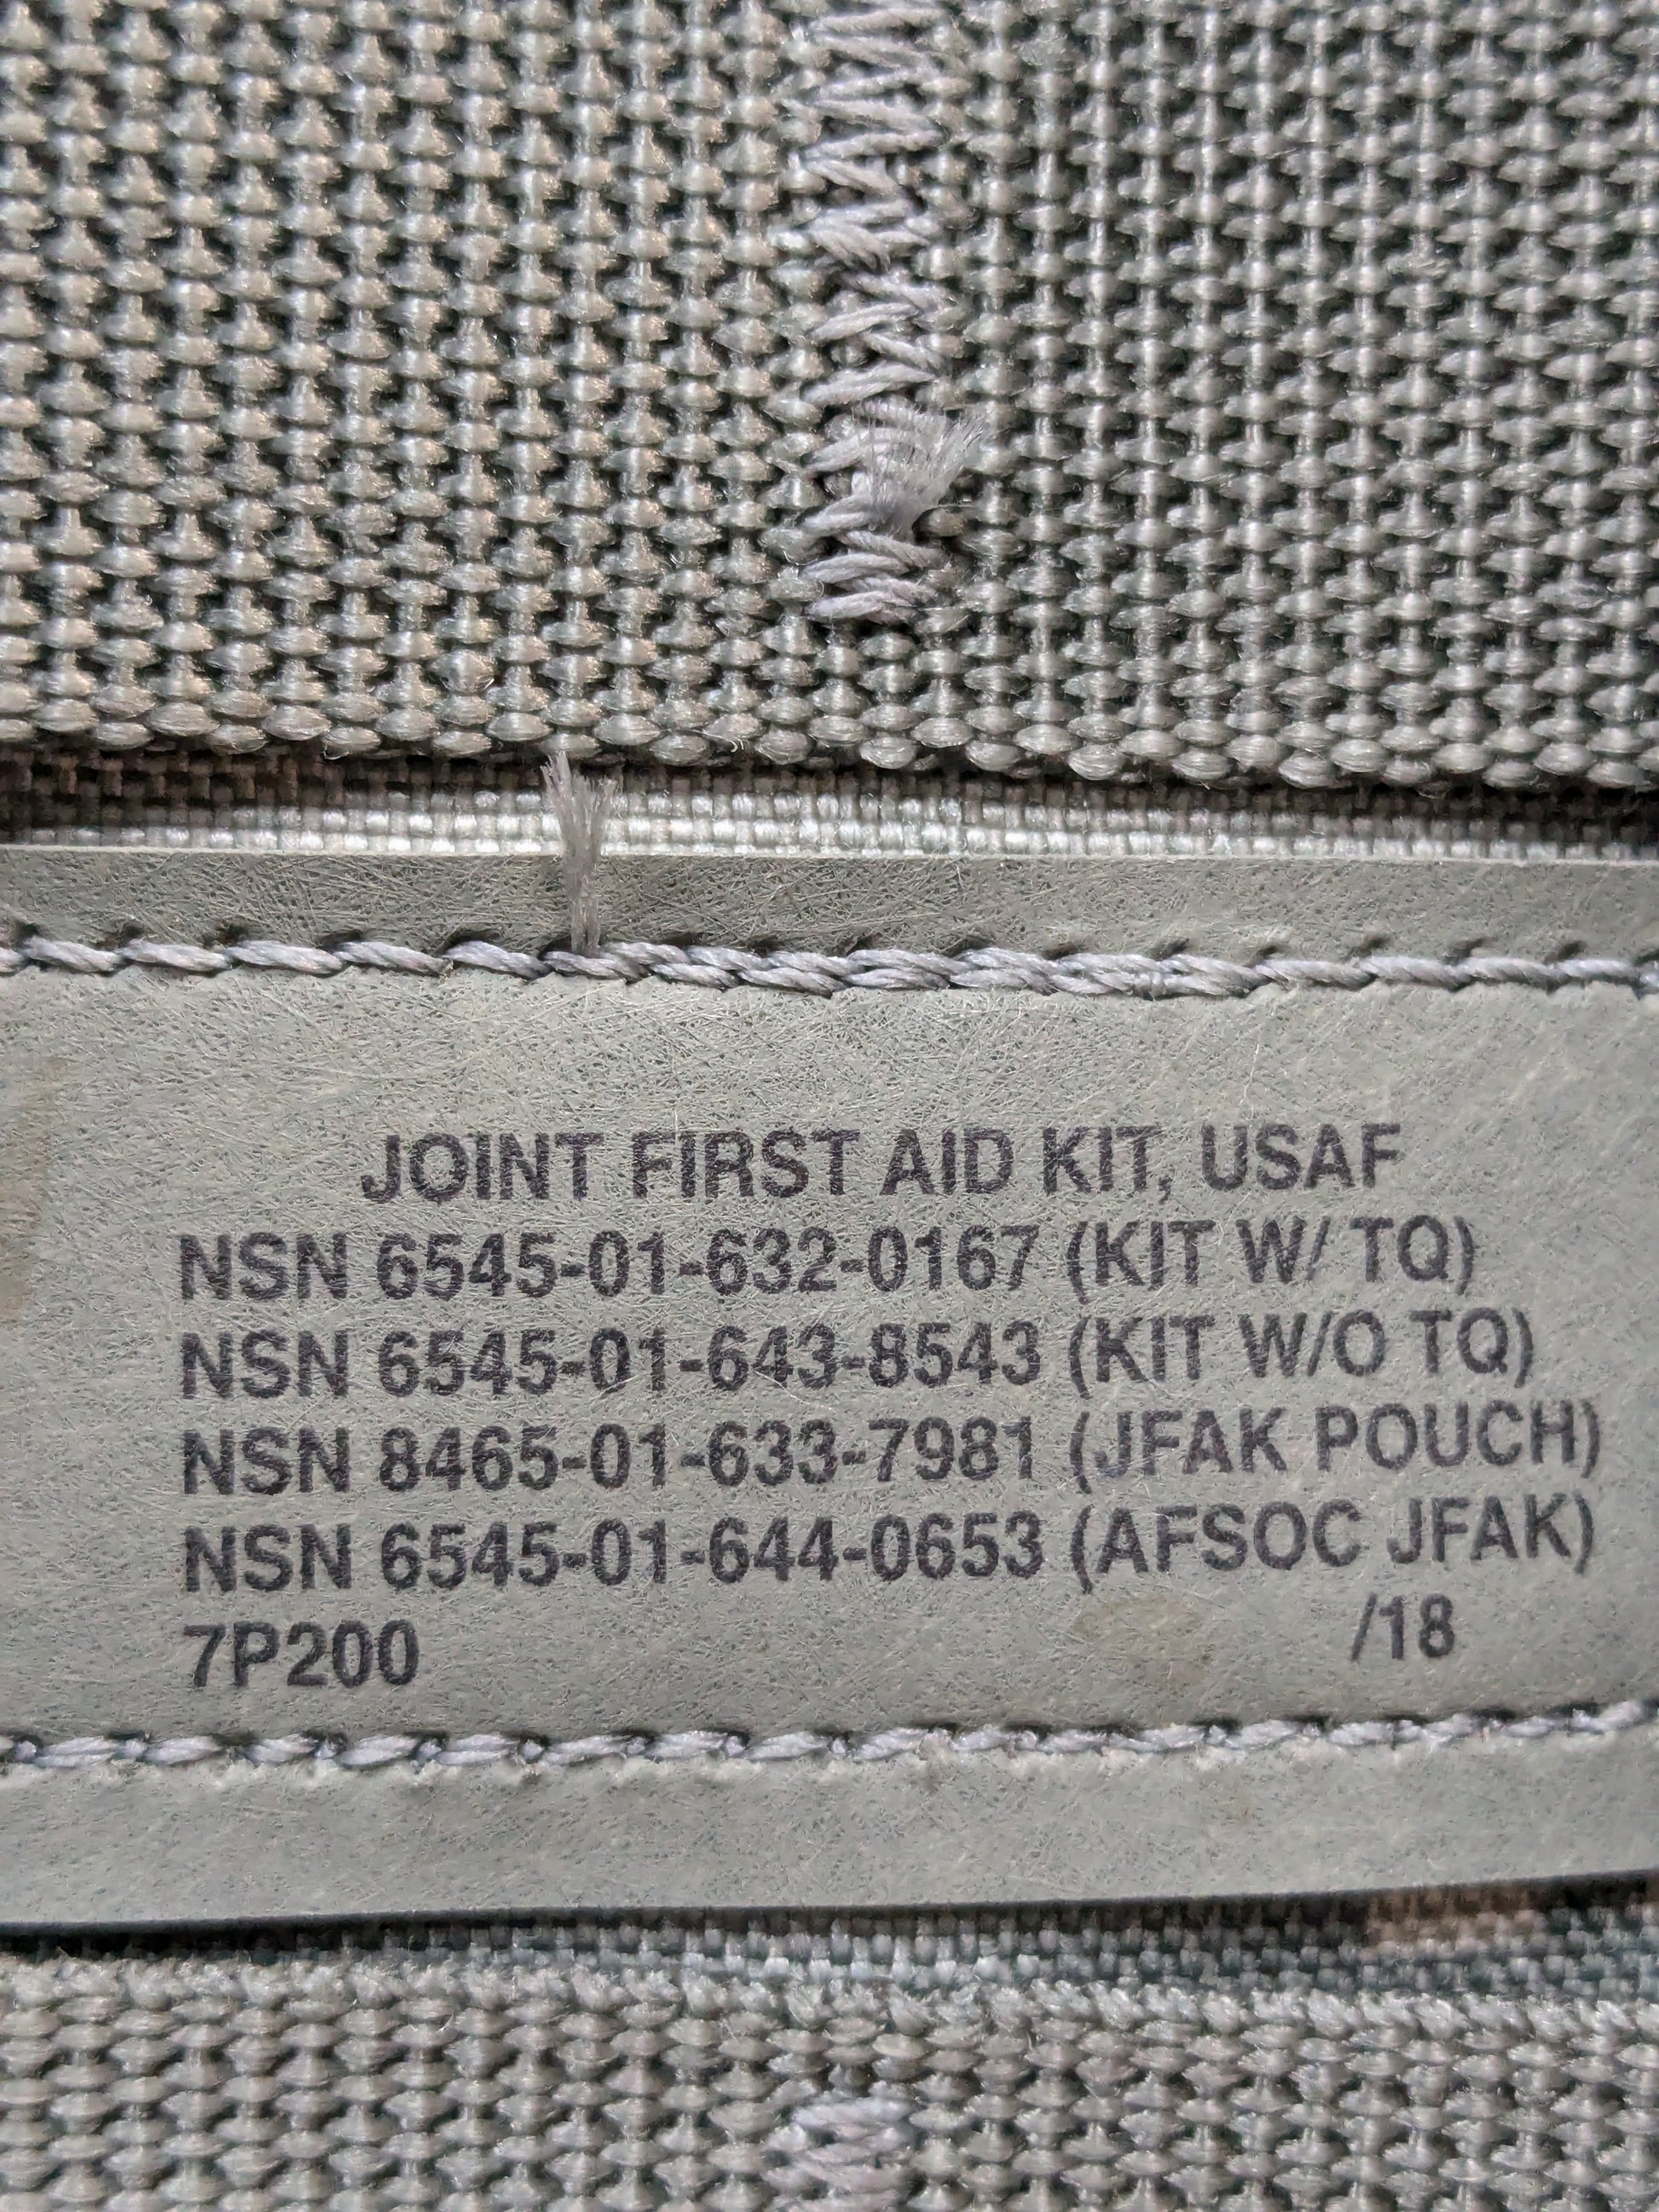 JOINT FIRST AID KIT, USAF
NSN 6545-01-632-0167 (KIT W/ TQ)
NSN 6545-01-643-8543 (KIT W/O TQ)
NSN 8465-01-633-7981 (JFAK POUCH)
NSN 6545-01-644-0653 (AFSOC JFAK)
7P200 /18